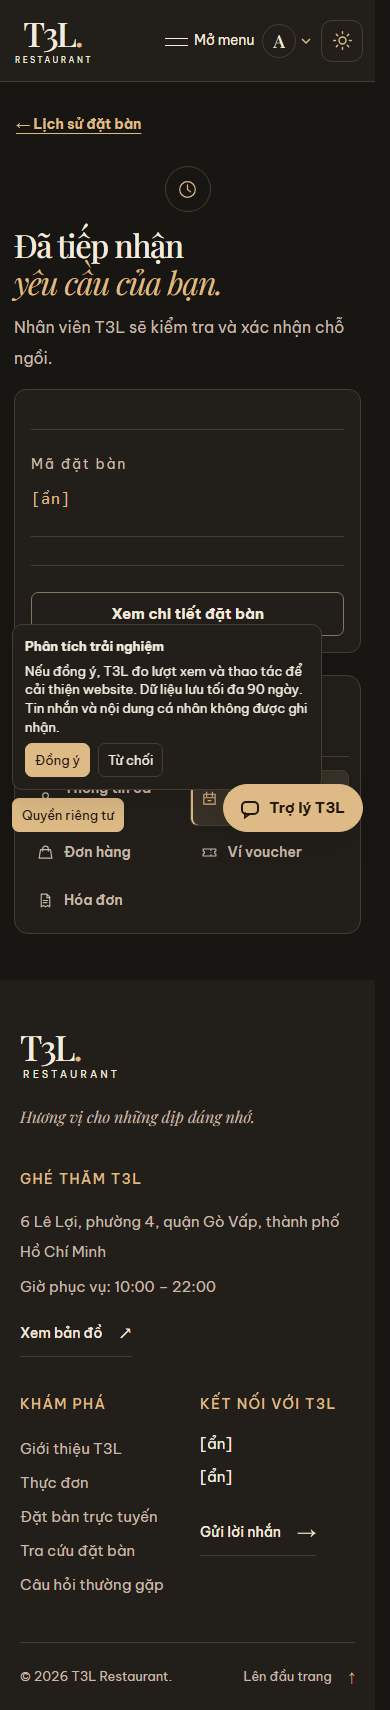 T3L.
RESTAURANT
Mở menu
A
← Lịch sử đặt bàn
Đã tiếp nhận
yêu cầu của bạn.
Nhân viên T3L sẽ kiểm tra và xác nhận chỗ
ngồi.
Mã đặt bàn
[ẩn]
Xem chi tiết đặt bàn
Phân tích trải nghiệm
Nếu đồng ý, T3L đo lượt xem và thao tác để
cải thiện website. Dữ liệu lưu tối đa 90 ngày.
Tin nhắn và nội dung cá nhân không được ghi
nhận.
Đồng ý
Từ chối
Quyền riêng tư
Trợ lý T3L
Đơn hàng
Ví voucher
Hóa đơn
T3L.
RESTAURANT
Hương vị cho những dịp đáng nhớ.
GHÉ THĂM T3L
6 Lê Lợi, phường 4, quận Gò Vấp, thành phố
Hồ Chí Minh
Giờ phục vụ: 10:00 – 22:00
Xem bản đồ ↗
KHÁM PHÁ
Giới thiệu T3L
Thực đơn
Đặt bàn trực tuyến
Tra cứu đặt bàn
Câu hỏi thường gặp
KẾT NỐI VỚI T3L
[ẩn]
[ẩn]
Gửi lời nhắn →
© 2026 T3L Restaurant.
Lên đầu trang ↑